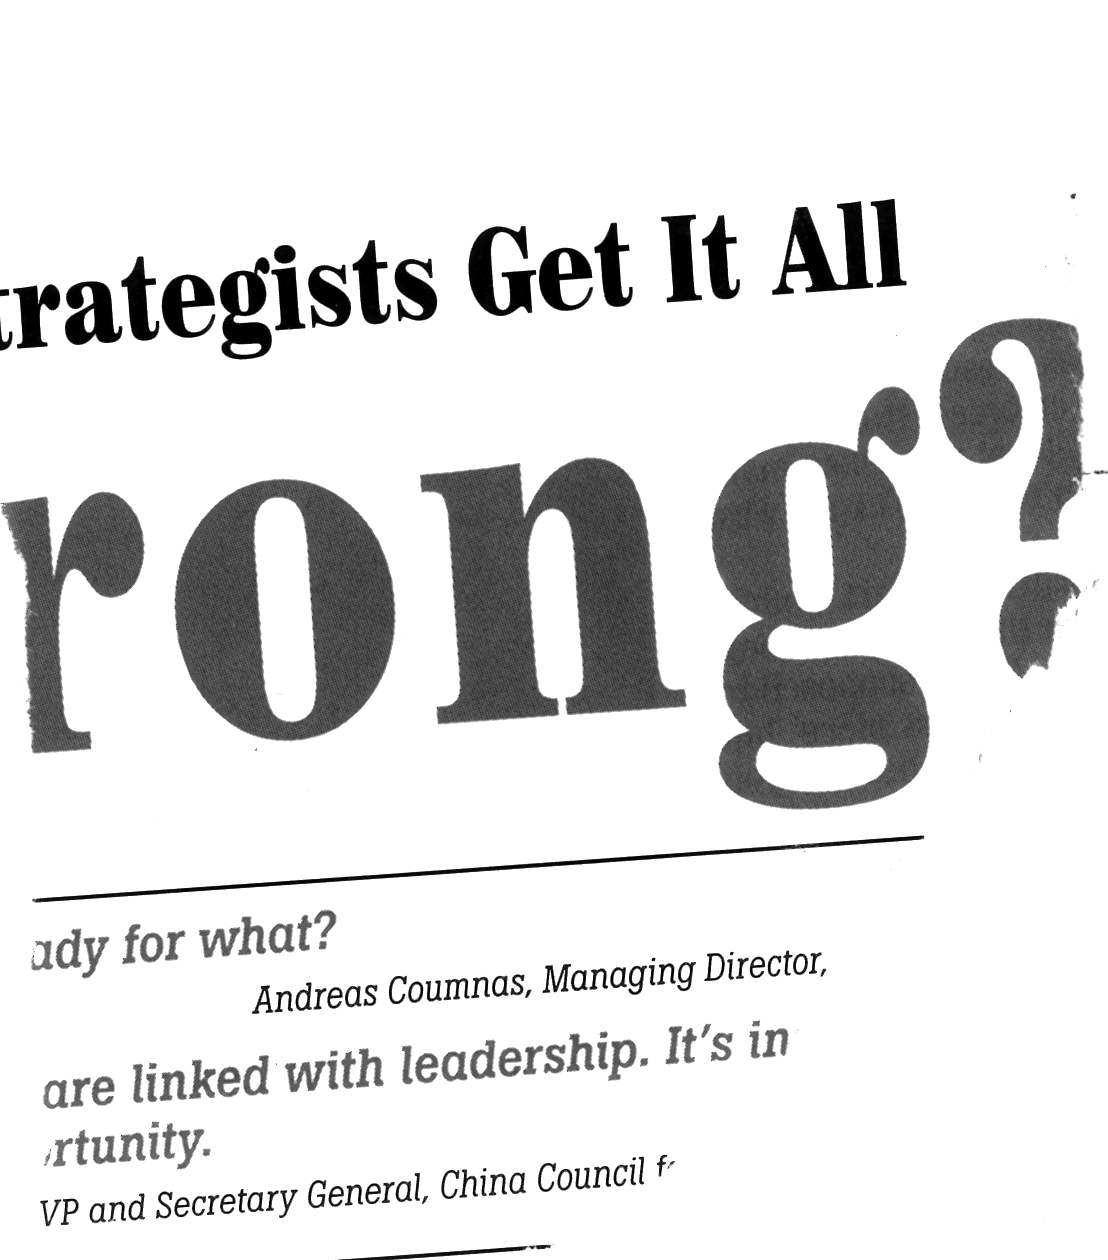 trategists Get It All
rong?
ady for what?
Andreas Coumnas, Managing Director,
are linked with leadership. It's in
rtunity.
VP and Secretary General, China Council